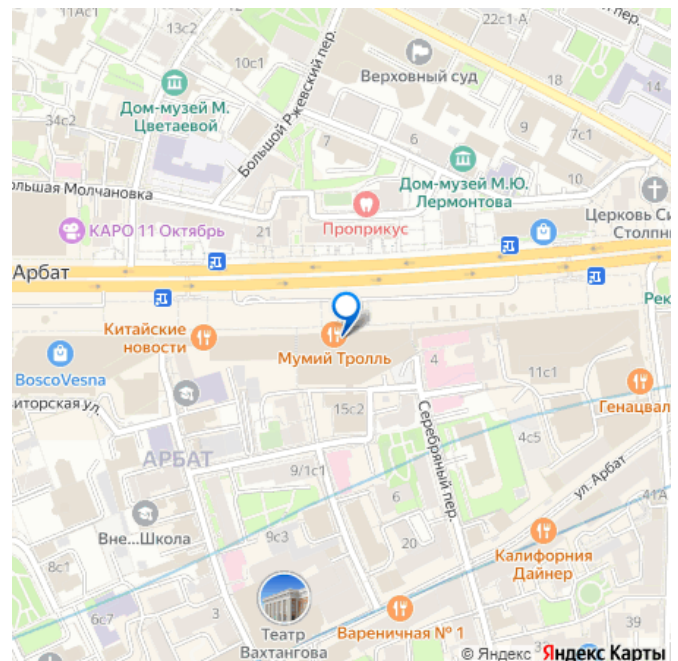 11Ас1
22с1-А
пер.
13с2
10с1
Верховный суд
18
14
Дом-музей М.
Цветаевой
Большой Ржевский пер.
34с2
7
6
9
7с1
10
Дом-музей М.Ю.
Лермонтова
ольшая Молчановка
Проприкус
Церковь Си
Столпн
КАРО 11 Октябрь
21
Арбат
Рек
Китайские
новости
Мумий Тролль
4
BoscoVesna
11с1
Генацвал
иторская ул.
15с2
Серебряный пер.
АРБАТ
4с5
9/1с1
ул. Арбат
6
41А
Вне...Школа
9с3
20
Калифорния
Дайнер
8с1
6с7
3
Театр
Вахтангова
Вареничная № 1
39
37
© Яндекс
Яндекс Карты